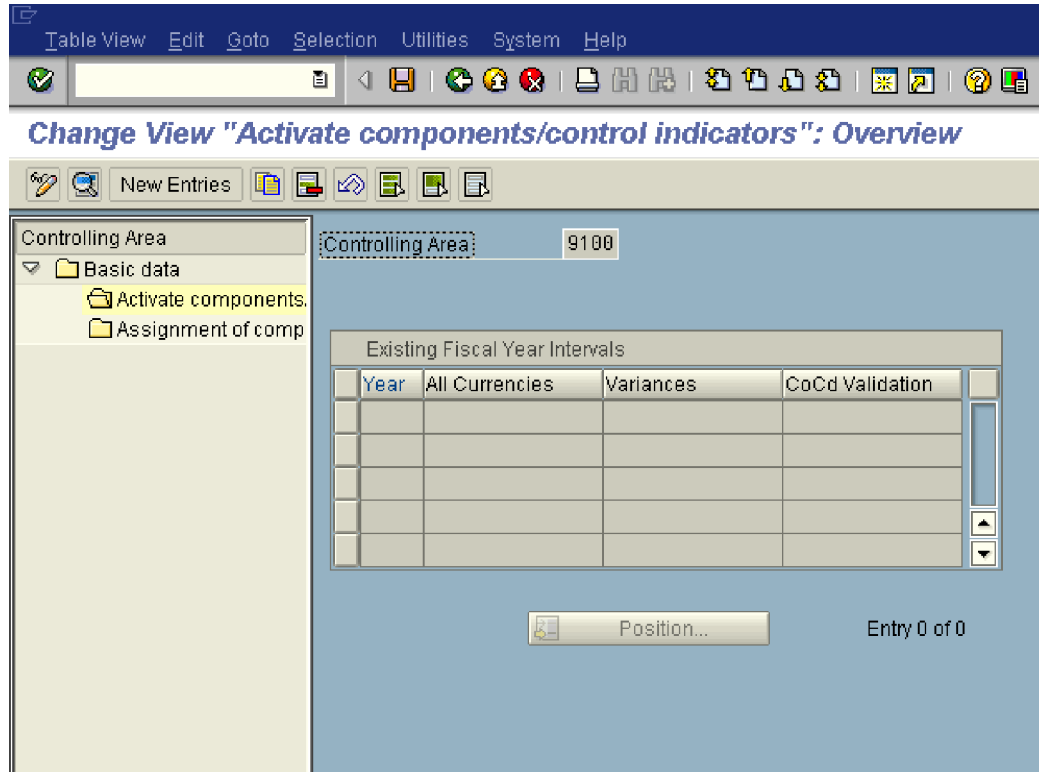 Table View Edit Goto Selection Utilities System Help
Change View "Activate components/control indicators": Overview
New Entries
Controlling Area
Basic data
Activate components.
Assignment of comp
Controlling Area 9100
Existing Fiscal Year Intervals
Year All Currencies Variances CoCd Validation
Position... Entry 0 of 0